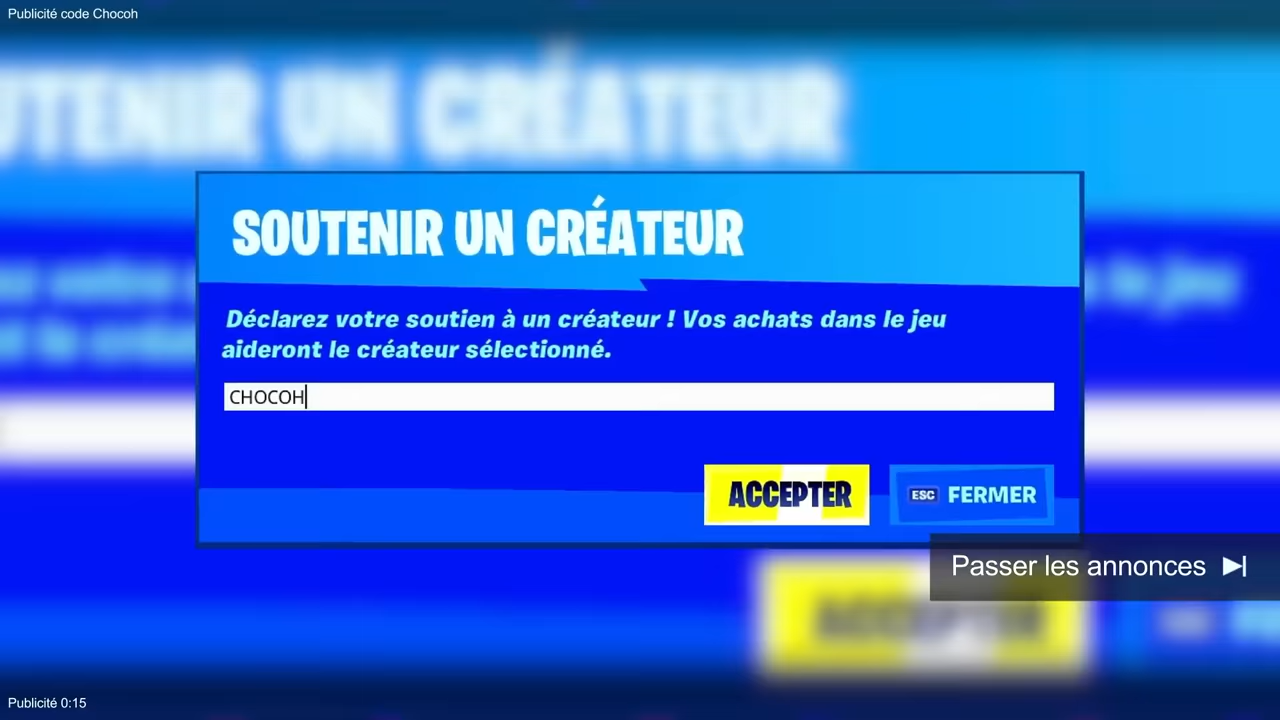 Publicité code Chocoh
SOUTENIR UN CRÉATEUR
Déclarez votre soutien à un créateur ! Vos achats dans le jeu
aideront le créateur sélectionné.
CHOCOH
ACCEPTER
ESC FERMER
Passer les annonces
Publicité 0:15